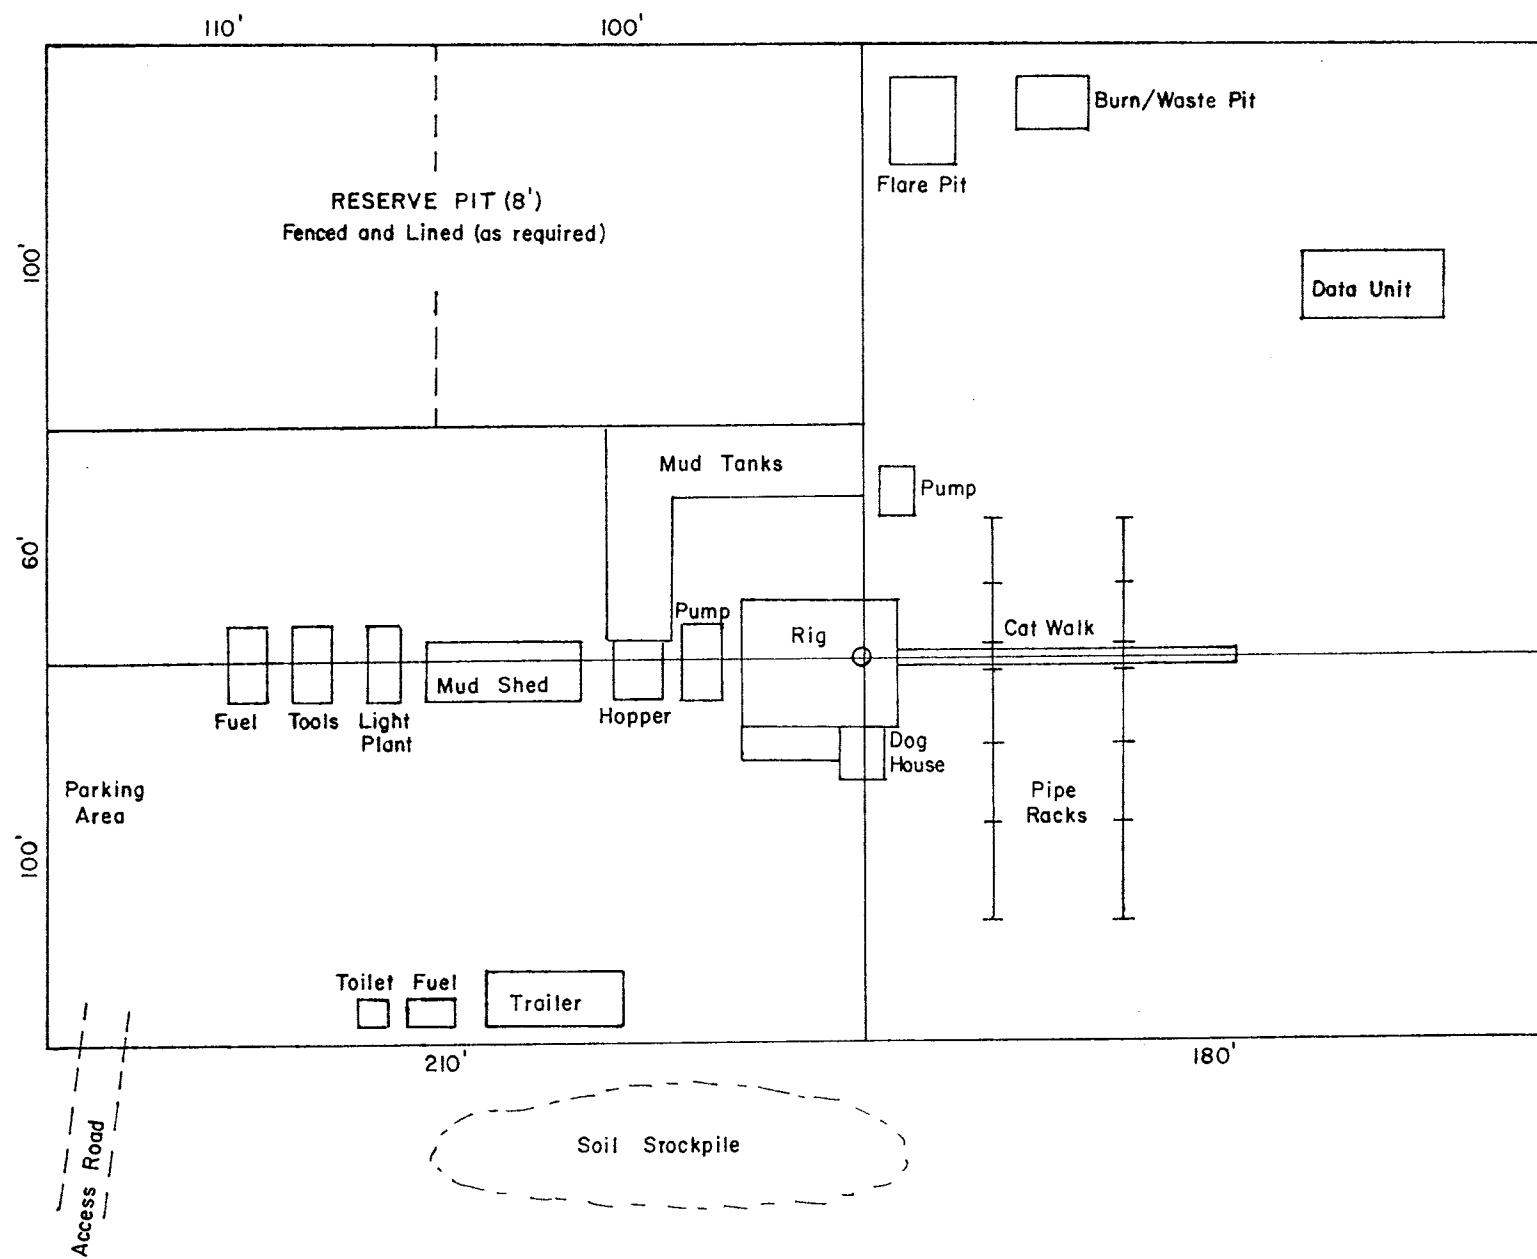 110'
100'
Burn/Waste Pit
Flare Pit
RESERVE PIT (8')
Fenced and Lined (as required)
100'
Data Unit
Mud Tanks
Pump
60'
Pump
Rig
Cat Walk
Mud Shed
Fuel
Tools
Light
Plant
Hopper
Dog
House
Parking
Area
Pipe
Racks
100'
Toilet
Fuel
Trailer
210'
180'
Soil Stockpile
Access Road